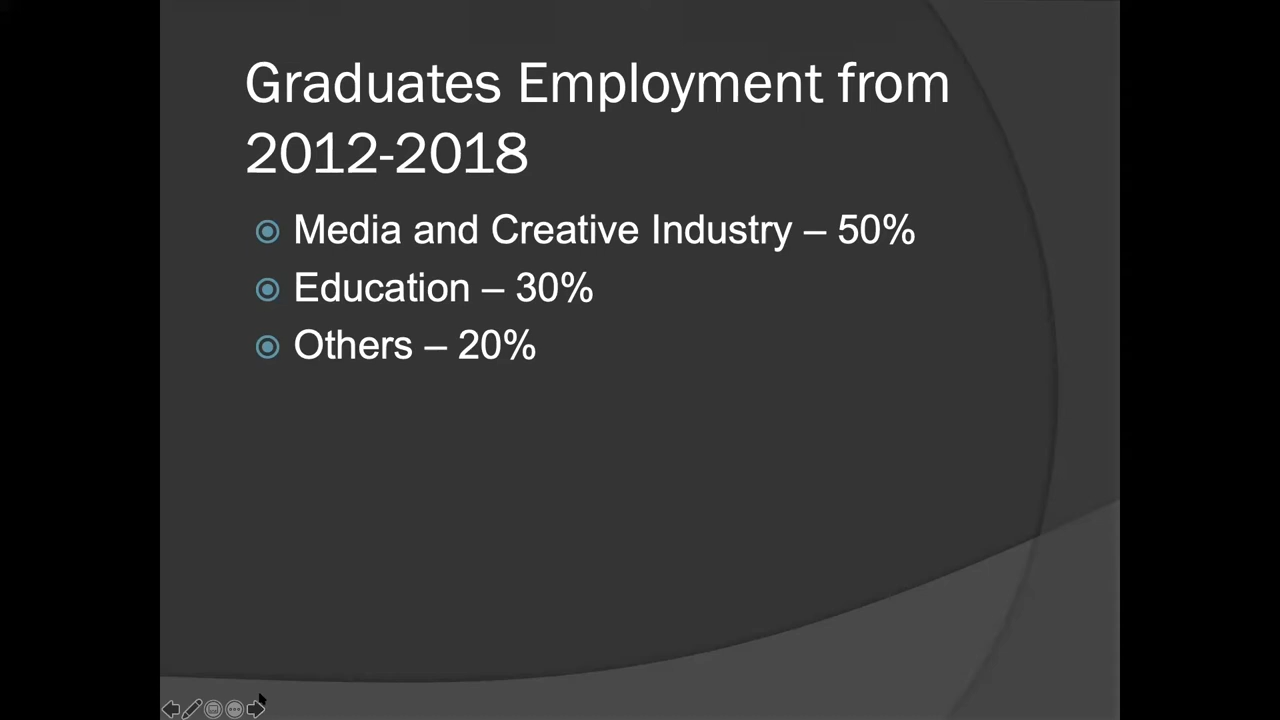 Graduates Employment from
2012-2018
Media and Creative Industry – 50%
Education – 30%
Others – 20%